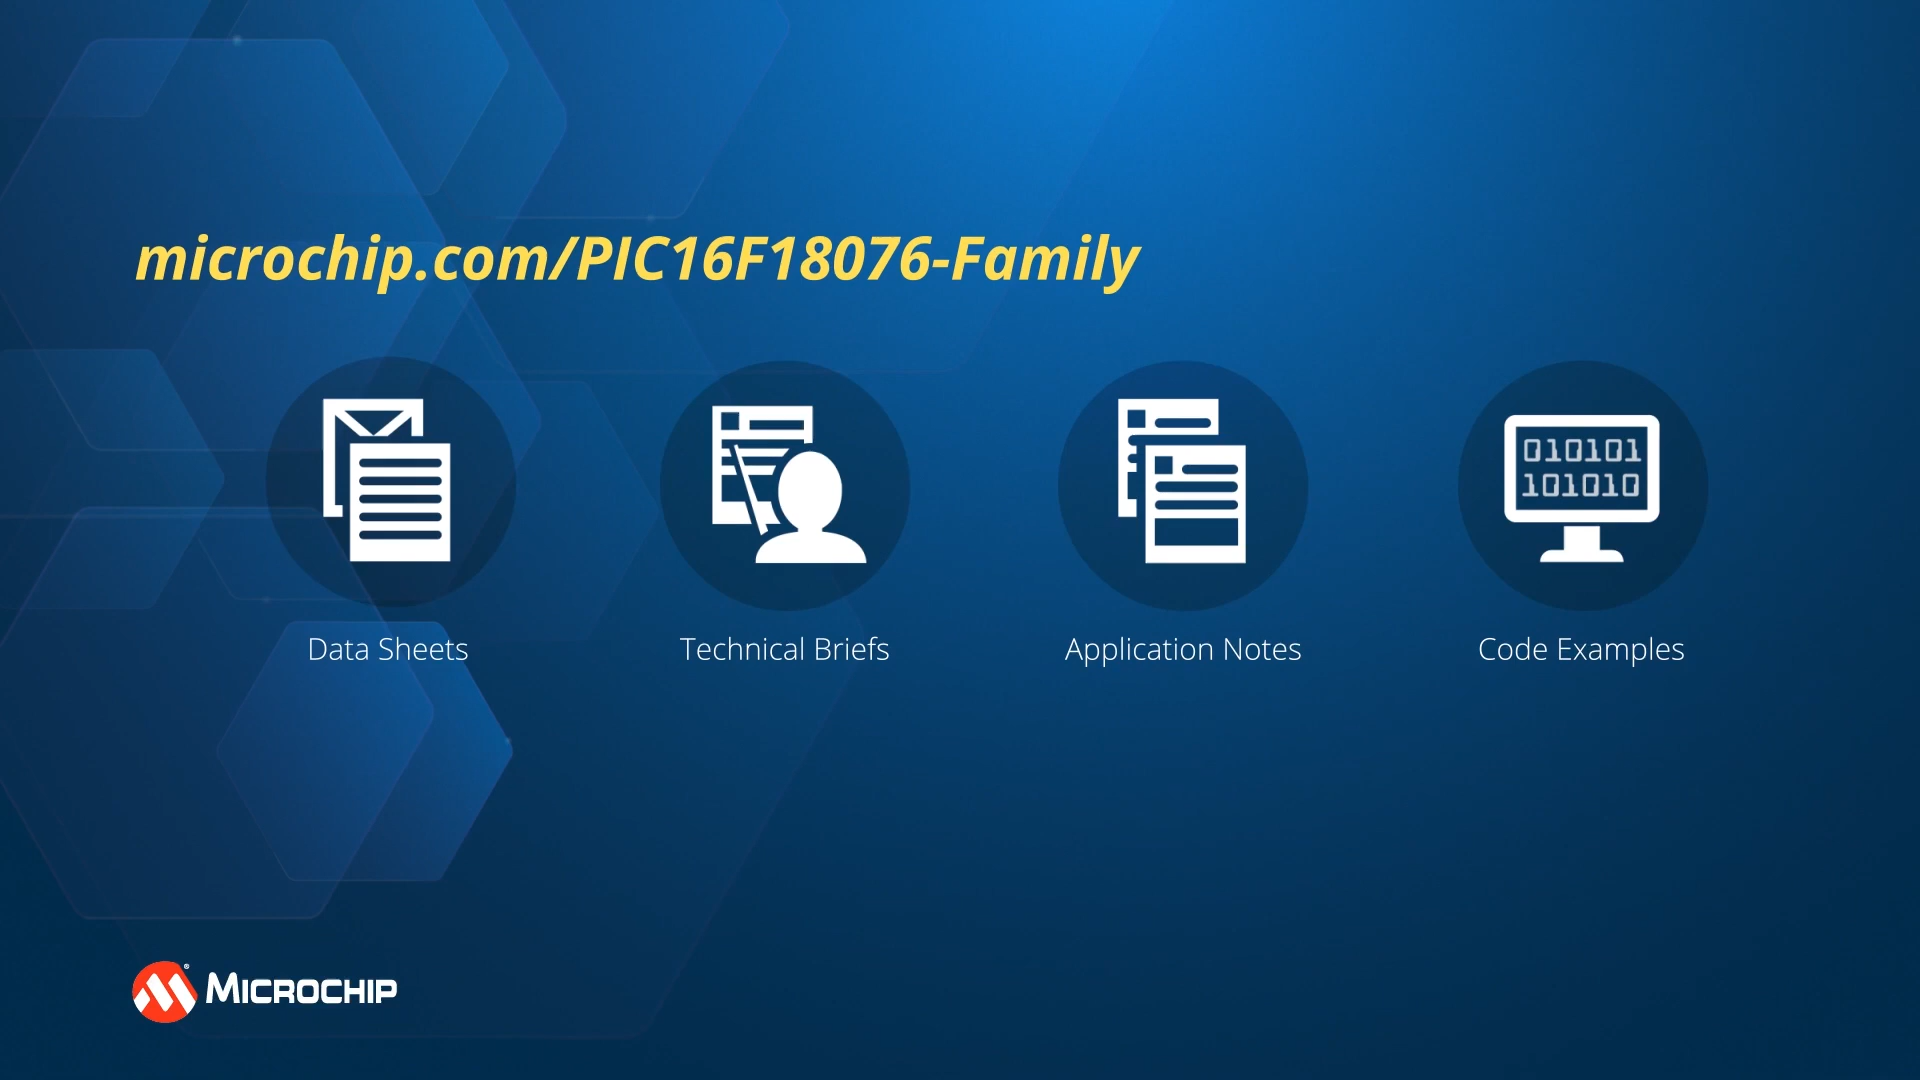 microchip.com/PIC16F18076-Family
010101
101010
Data Sheets
Technical Briefs
Application Notes
Code Examples
MICROCHIP